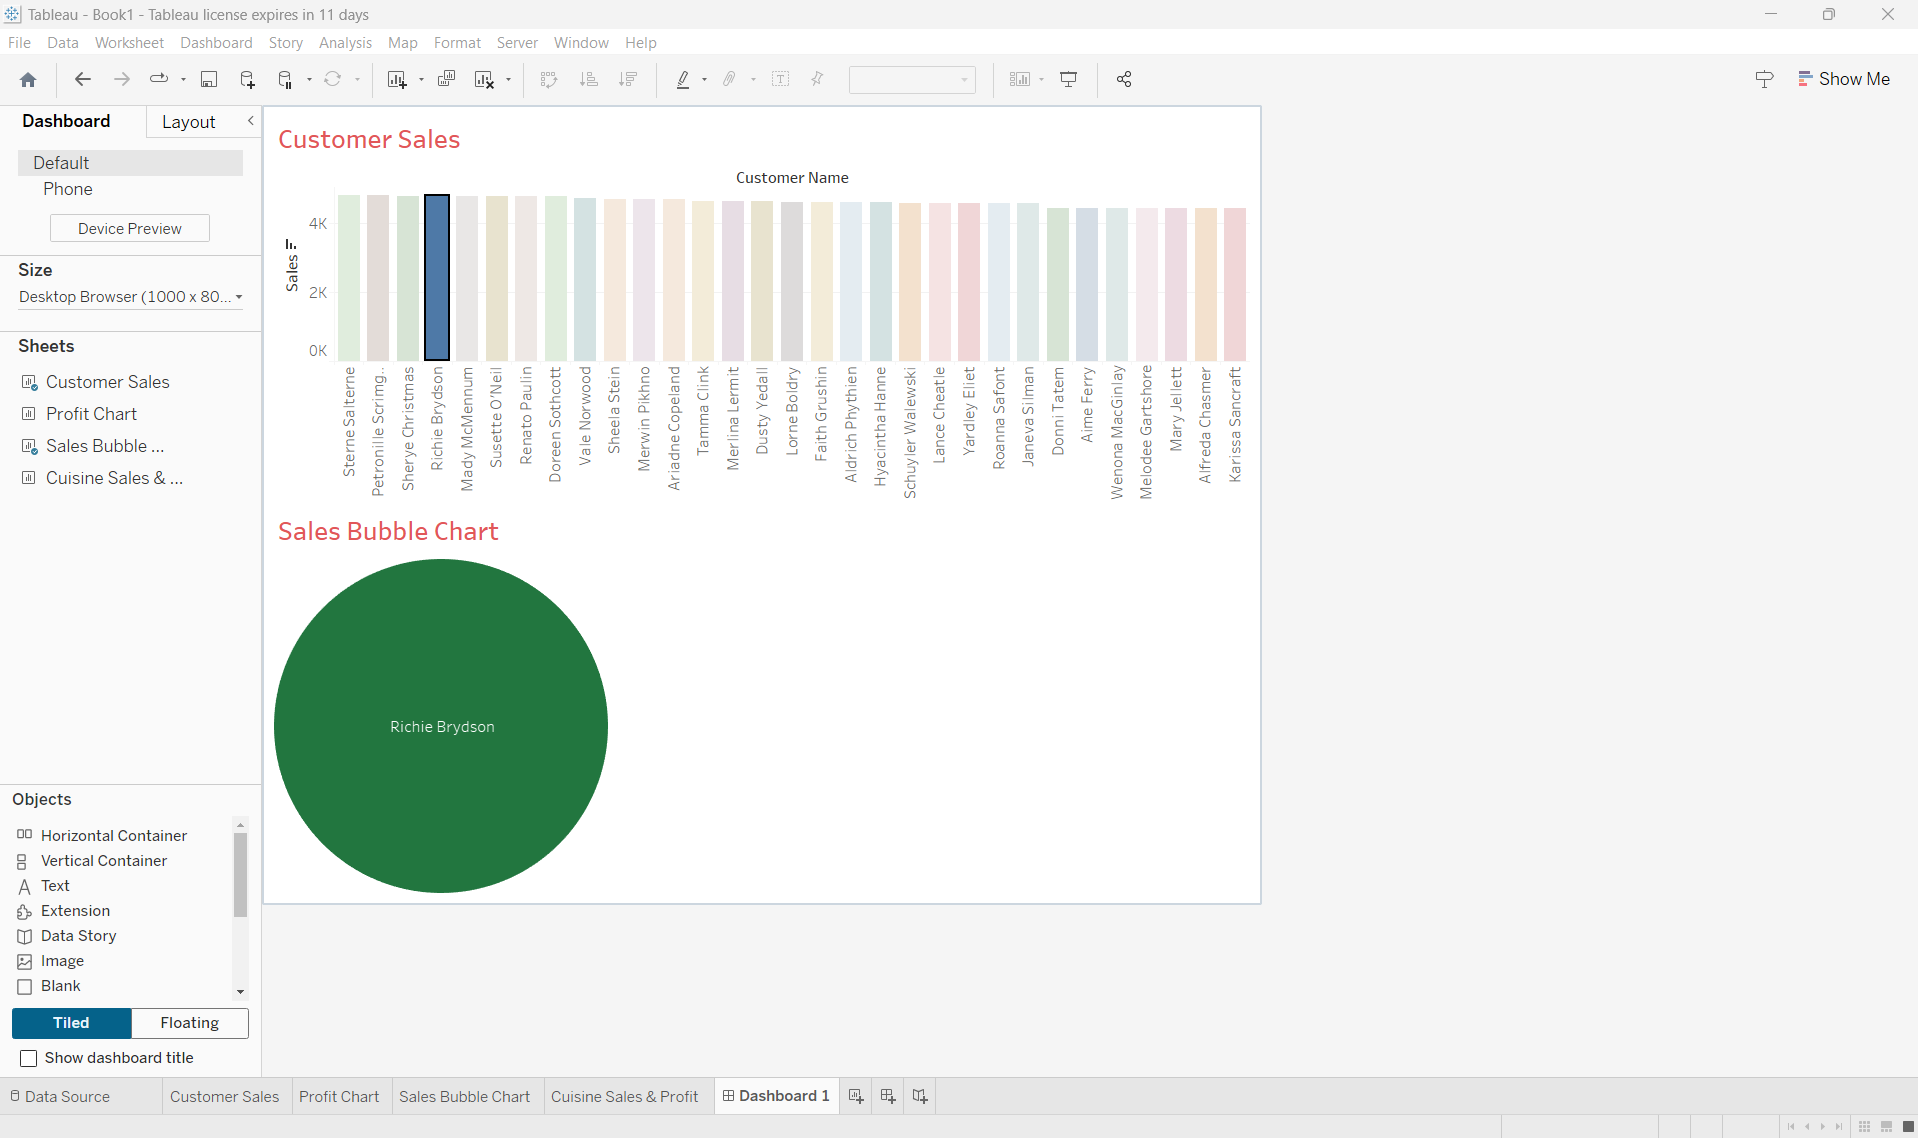 Tableau - Book1 - Tableau license expires in 11 days
File Data Worksheet Dashboard Story Analysis Map Format Server Window Help
Show Me
Dashboard Layout
Default
Phone
Device Preview
Size
Desktop Browser (1000 x 80...
Sheets
Customer Sales
Profit Chart
Sales Bubble ...
Cuisine Sales & ...
Objects
Horizontal Container
Vertical Container
Text
Extension
Data Story
Image
Blank
Tiled Floating
Show dashboard title
Customer Sales
Customer Name
Sales
4K
2K
0K
Sterne Salterne
Petronille Scrimg..
Sherye Christmas
Richie Brydson
Mady McMennum
Susette O'Neil
Renato Paulin
Doreen Sothcott
Vale Norwood
Sheela Stein
Merwin Pikhno
Ariadne Copeland
Tamma Clink
Merlina Lermit
Dusty Yedall
Lorne Boldry
Faith Grushin
Aldrich Phythien
Hyacintha Hanne
Schuyler Walewski
Lance Cheatle
Yardley Eliet
Roanna Safont
Janeva Silman
Donni Tatem
Aime Ferry
Wenona MacGinlay
Melodee Gartshore
Mary Jellett
Alfreda Chasmer
Karissa Sancraft
Sales Bubble Chart
Richie Brydson
Data Source Customer Sales Profit Chart Sales Bubble Chart Cuisine Sales & Profit Dashboard 1